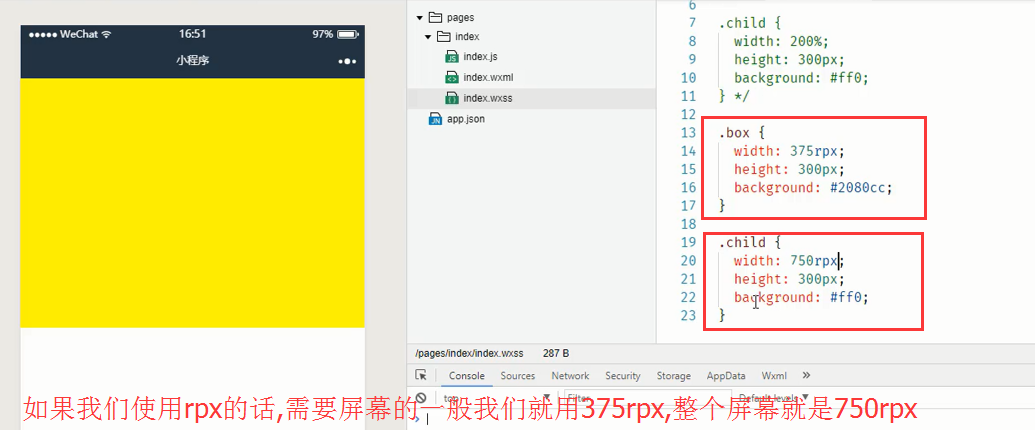 ●●●●● WeChat
16:51
97%
小程序
pages
index
index.js
index.wxml
index.wxss
app.json
6
7 .child {
8 width: 200%;
9 height: 300px;
10 background: #ff0;
11 } */
12
13 .box {
14 width: 375rpx;
15 height: 300px;
16 background: #2080cc;
17 }
18
19 .child {
20 width: 750rpx;
21 height: 300px;
22 background: #ff0;
23 }
/pages/index/index.wxss 287 B
Console Sources Network Security Storage AppData Wxml »
top Filter Default levels ▼
如果我们使用rpx的话,需要屏幕的一般我们就用375rpx,整个屏幕就是750rpx